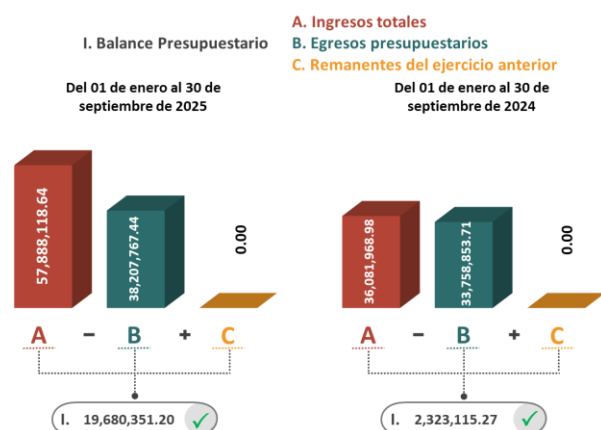 A. Ingresos totales
I. Balance Presupuestario
B. Egresos presupuestarios
C. Remanentes del ejercicio anterior
Del 01 de enero al 30 de
septiembre de 2025
Del 01 de enero al 30 de
septiembre de 2024
57,888,118.64
38,207,767.44
0.00
36,081,968.98
33,758,853.71
0.00
A – B + C
A – B + C
I. 19,680,351.20 ✓
I. 2,323,115.27 ✓